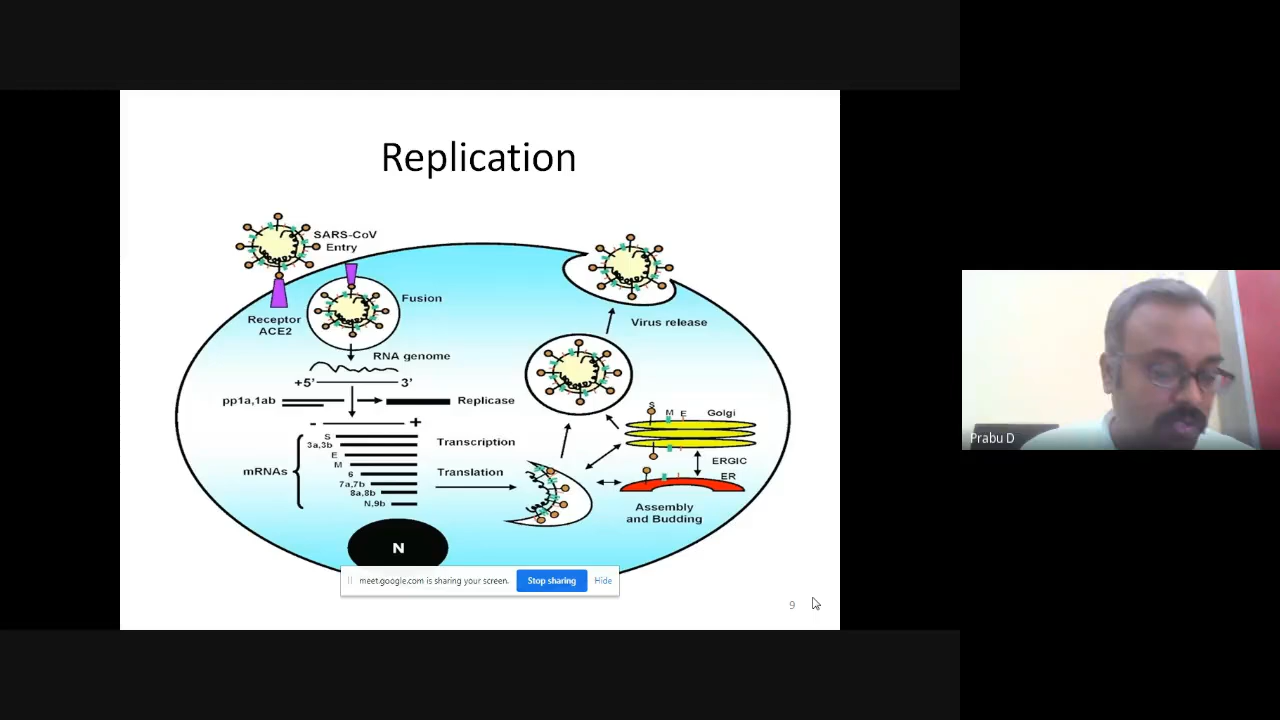 Replication
SARS-CoV
Entry
Receptor
ACE2
Fusion
RNA genome
+5’ 3’
pp1a,1ab
Replicase
- +
mRNAs
S
3a,3b
E
M
6
7a,7b
8a,8b
N,9b
Transcription
Translation
N
Virus release
S M E
Golgi
ERGIC
ER
Assembly
and Budding
meet.google.com is sharing your screen. Stop sharing Hide
9
Prabu D